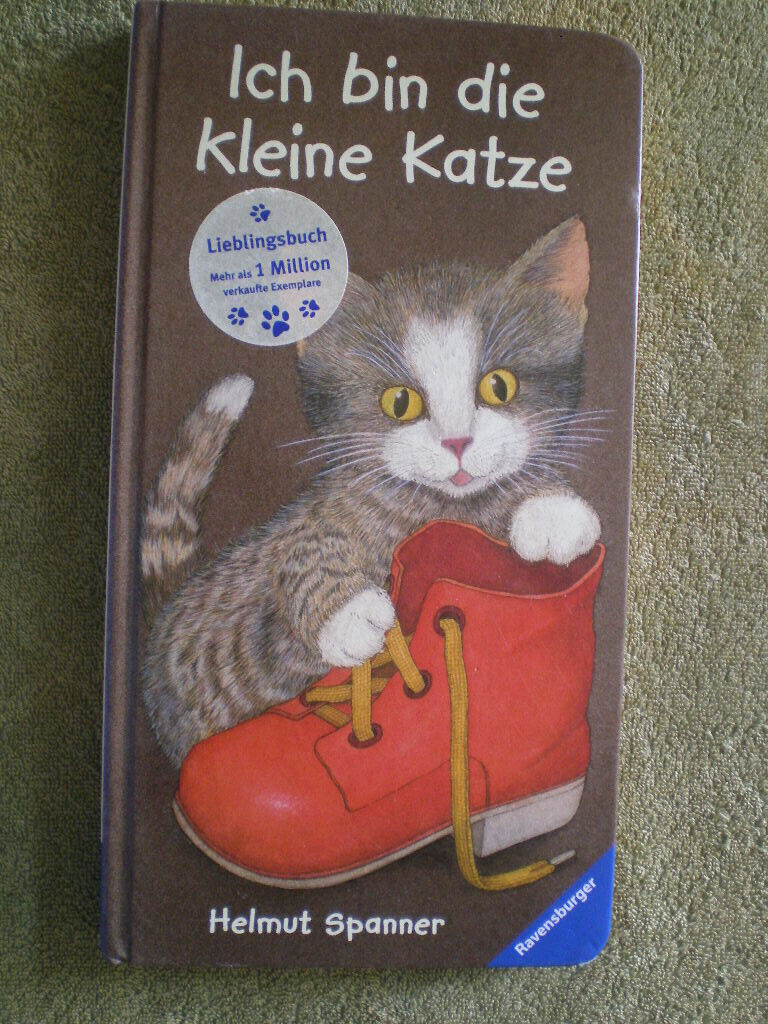 Ich bin die
kleine Katze
Lieblingsbuch
Mehr als 1 Million
verkaufte Exemplare
Helmut Spanner
Ravensburger